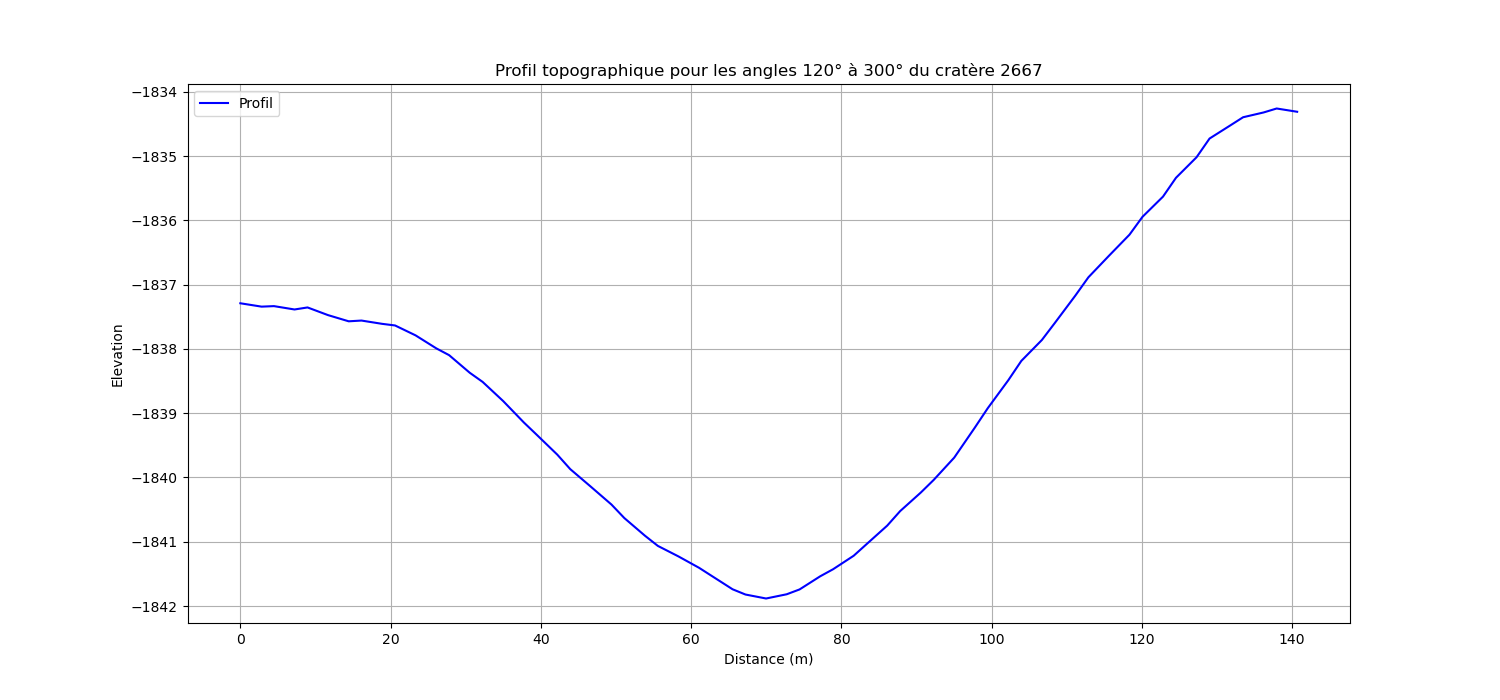 Profil topographique pour les angles 120° à 300° du cratère 2667
Profil
−1834
−1835
−1836
−1837
−1838
−1839
−1840
−1841
−1842
Elevation
0 20 40 60 80 100 120 140
Distance (m)